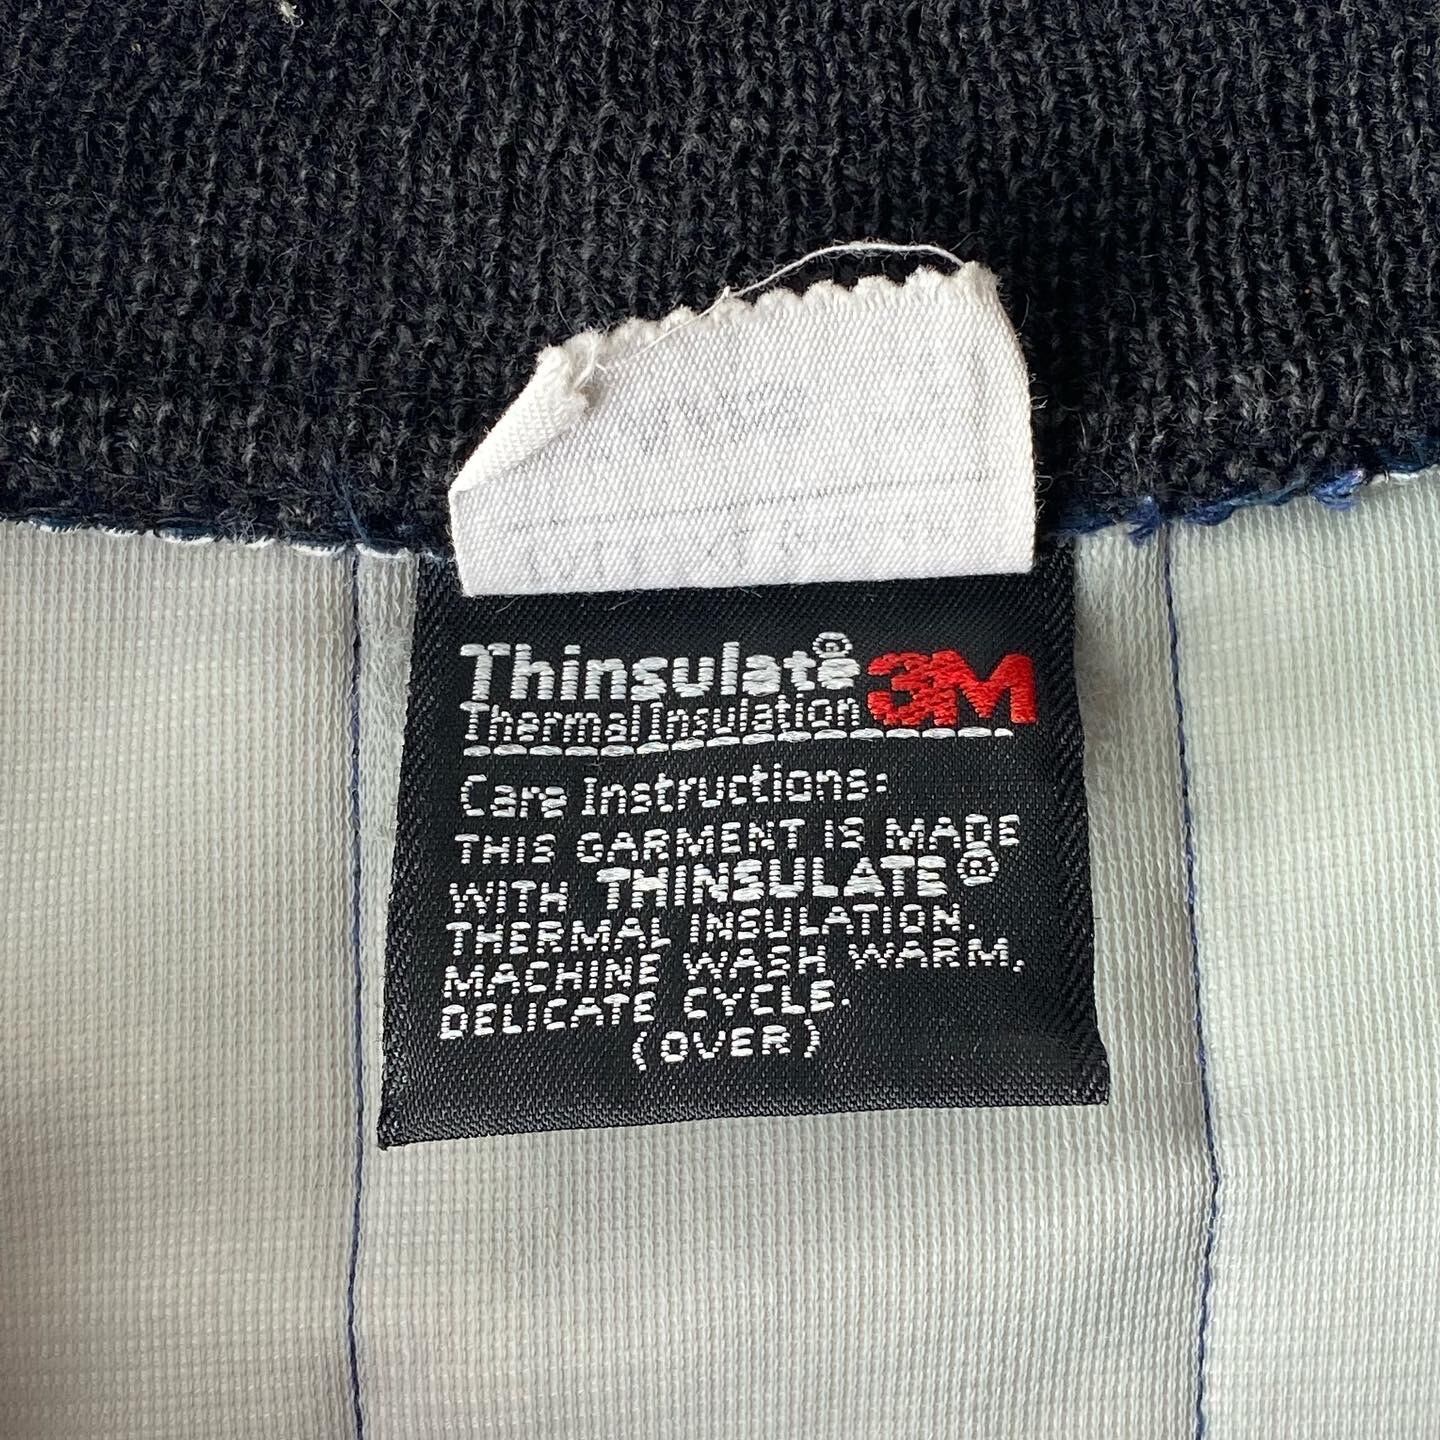 Thinsulate® 3M
Thermal Insulation
Care Instructions:
THIS GARMENT IS MADE
WITH THINSULATE®
THERMAL INSULATION.
MACHINE WASH WARM,
DELICATE CYCLE.
(OVER)